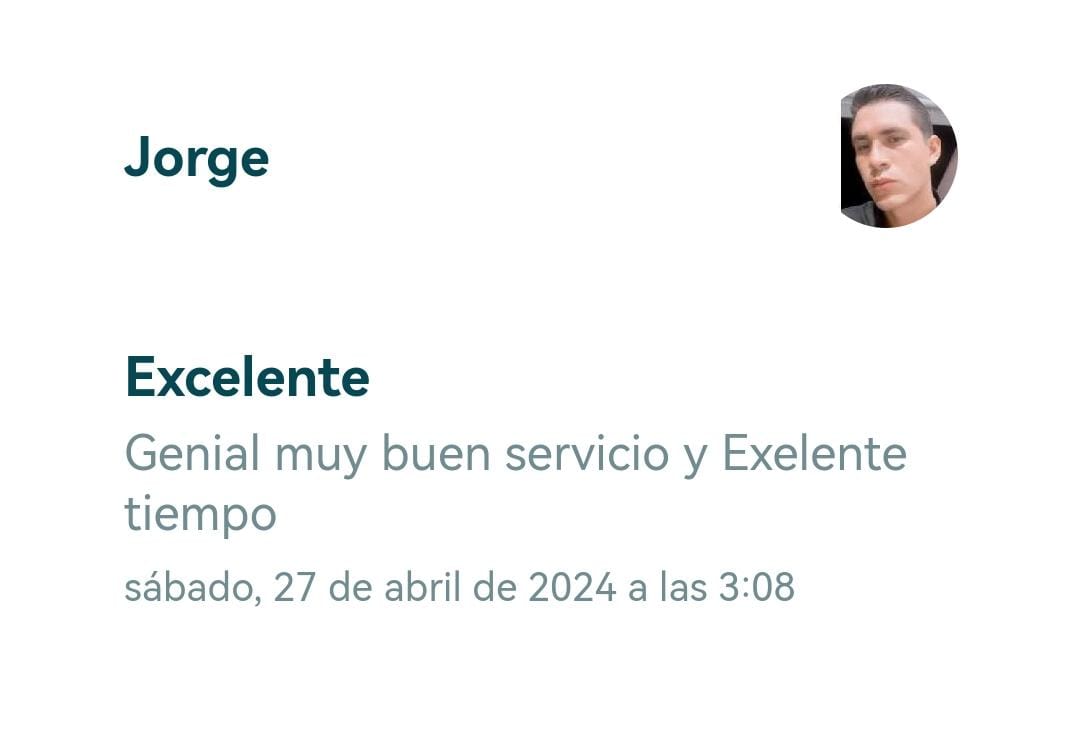 Jorge
Excelente
Genial muy buen servicio y Exelente
tiempo
sábado, 27 de abril de 2024 a las 3:08